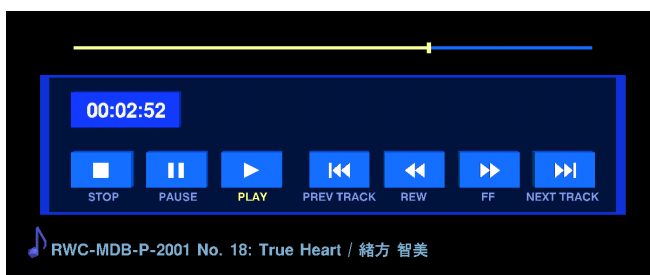 00:02:52
STOP PAUSE PLAY PREV TRACK REW FF NEXT TRACK
RWC-MDB-P-2001 No. 18: True Heart / 緒方 智美